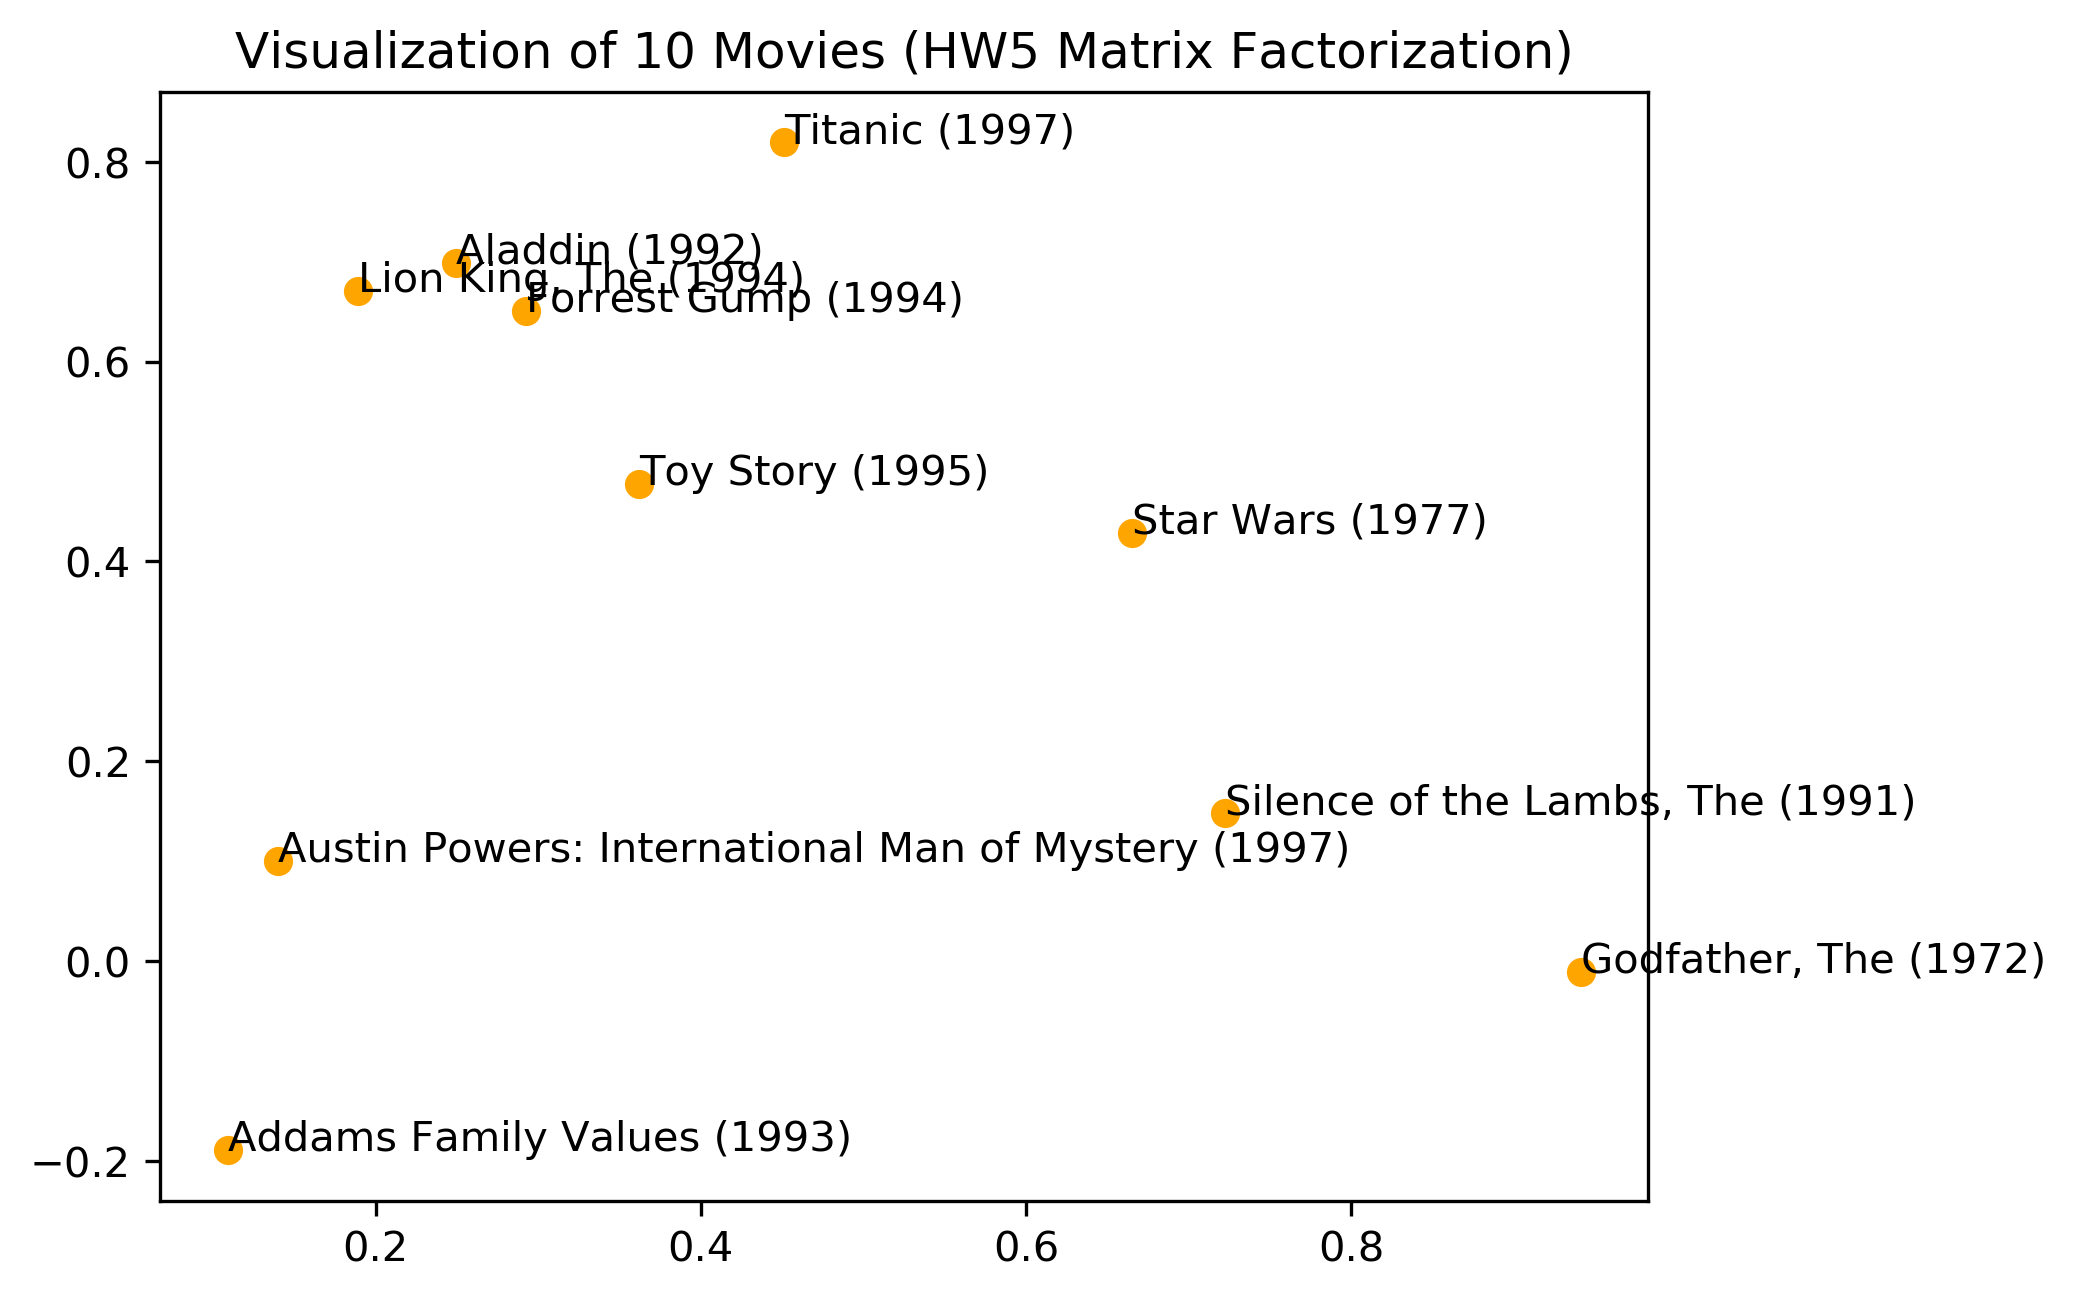 Visualization of 10 Movies (HW5 Matrix Factorization)
0.8
0.6
0.4
0.2
0.0
−0.2
Titanic (1997)
Aladdin (1992)
Lion King, The (1994)
Forrest Gump (1994)
Toy Story (1995)
Star Wars (1977)
Silence of the Lambs, The (1991)
Austin Powers: International Man of Mystery (1997)
Godfather, The (1972)
Addams Family Values (1993)
0.2 0.4 0.6 0.8